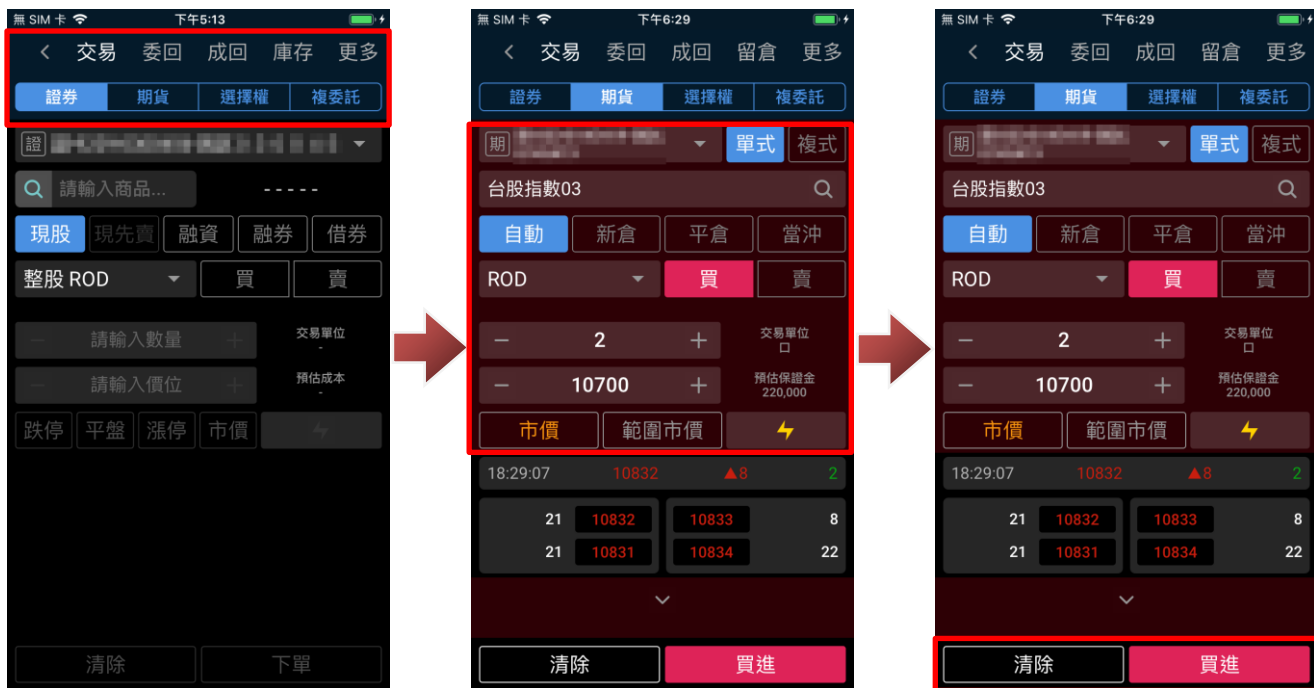 無 SIM 卡 下午5:13
交易 委回 成回 庫存 更多
證券 期貨 選擇權 複委託
證
請輸入商品... - - - - -
現股 現先賣 融資 融券 借券
整股 ROD 買 賣
− 請輸入數量 + 交易單位
-
− 請輸入價位 + 預估成本
-
跌停 平盤 漲停 市價
清除 下單
無 SIM 卡 下午6:29
交易 委回 成回 留倉 更多
證券 期貨 選擇權 複委託
期 單式 複式
台股指數03
自動 新倉 平倉 當沖
ROD 買 賣
− 2 + 交易單位
口
− 10700 + 預估保證金
220,000
市價 範圍市價
18:29:07 10832 ▲8 2
21 10832 10833 8
21 10831 10834 22
清除 買進
無 SIM 卡 下午6:29
交易 委回 成回 留倉 更多
證券 期貨 選擇權 複委託
期 單式 複式
台股指數03
自動 新倉 平倉 當沖
ROD 買 賣
− 2 + 交易單位
口
− 10700 + 預估保證金
220,000
市價 範圍市價
18:29:07 10832 ▲8 2
21 10832 10833 8
21 10831 10834 22
清除 買進